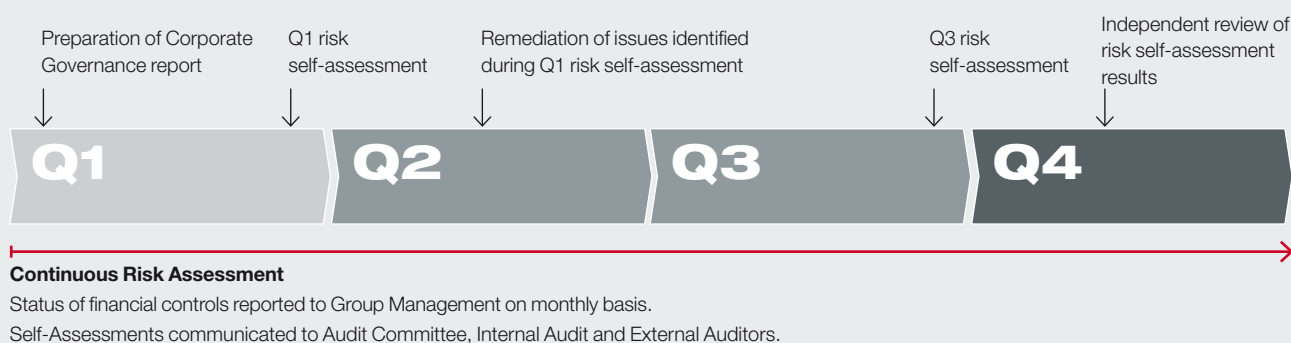 Preparation of Corporate
Governance report
Q1 risk
self-assessment
Remediation of issues identified
during Q1 risk self-assessment
Q3 risk
self-assessment
Independent review of
risk self-assessment
results
Q1
Q2
Q3
Q4
Continuous Risk Assessment
Status of financial controls reported to Group Management on monthly basis.
Self-Assessments communicated to Audit Committee, Internal Audit and External Auditors.